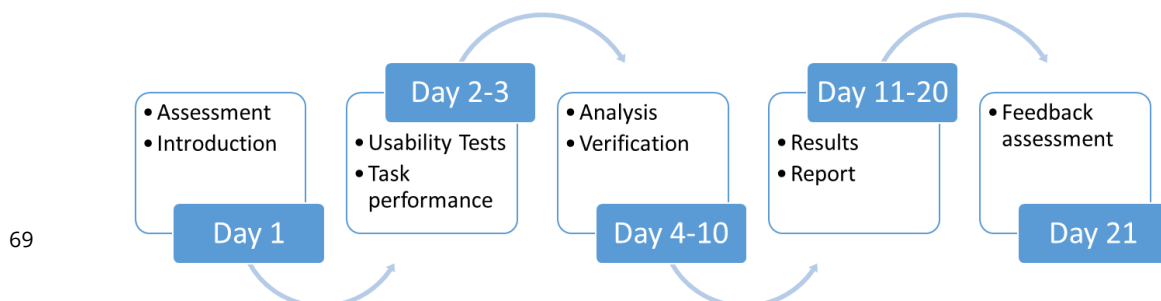 • Assessment
• Introduction
Day 1
Day 2-3
• Usability Tests
• Task
performance
• Analysis
• Verification
Day 4-10
Day 11-20
• Results
• Report
• Feedback
assessment
Day 21
69